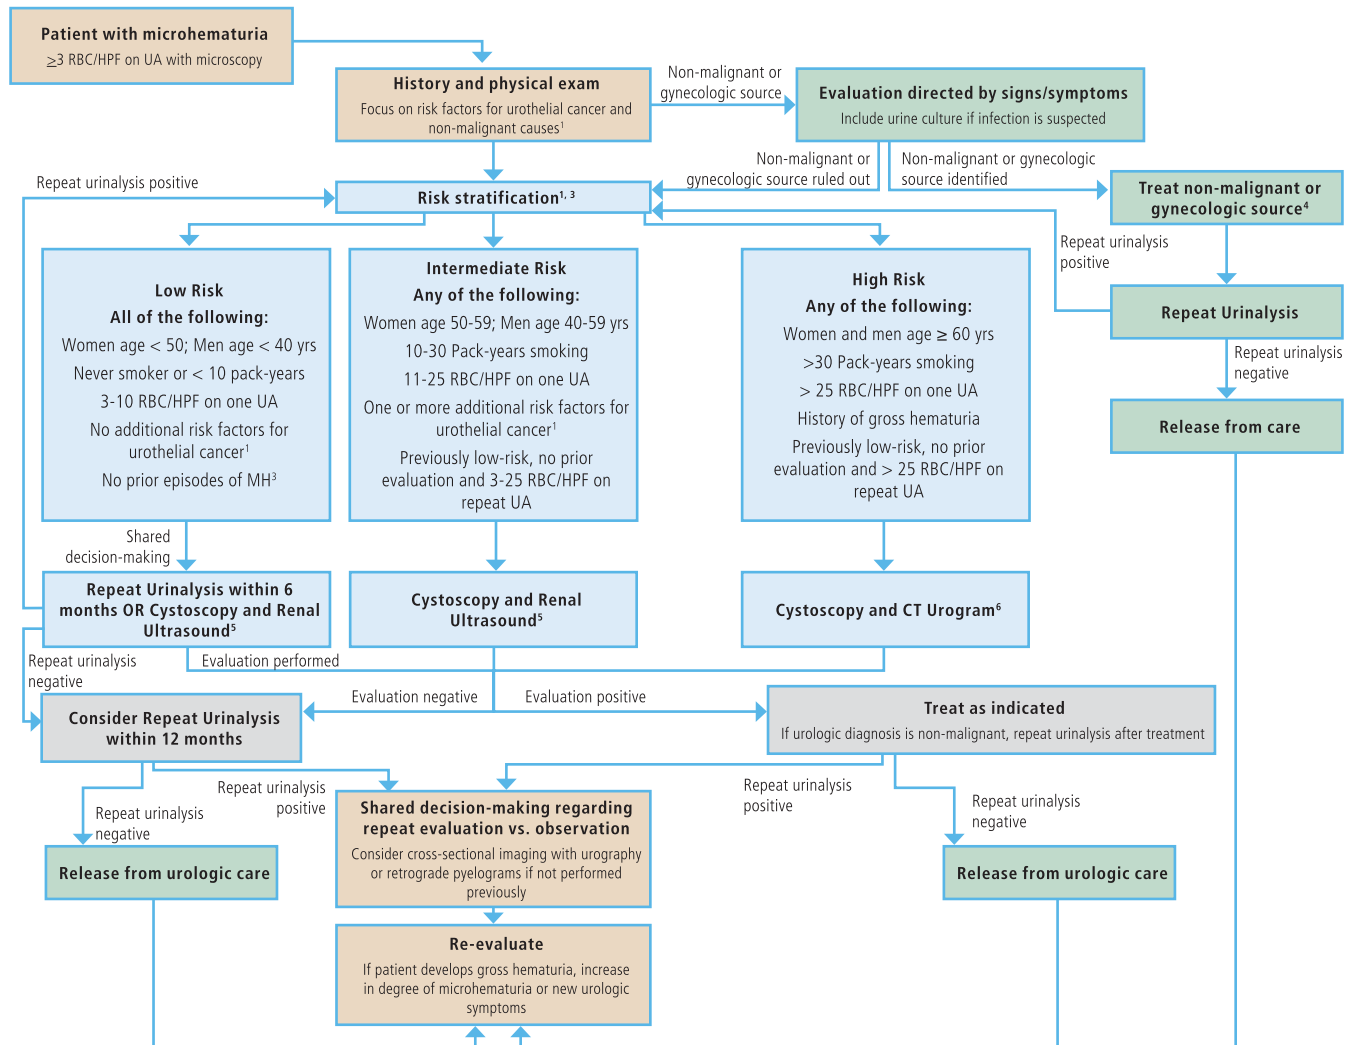 Patient with microhematuria
≥3 RBC/HPF on UA with microscopy
History and physical exam
Focus on risk factors for urothelial cancer and
non-malignant causes¹
Non-malignant or
gynecologic source
Evaluation directed by signs/symptoms
Include urine culture if infection is suspected
Non-malignant or
gynecologic source ruled out
Non-malignant or gynecologic
source identified
Treat non-malignant or
gynecologic source⁴
Repeat urinalysis positive
Risk stratification¹, ³
Repeat urinalysis
positive
Repeat Urinalysis
Repeat urinalysis
negative
Release from care
Low Risk
All of the following:
Women age < 50; Men age < 40 yrs
Never smoker or < 10 pack-years
3-10 RBC/HPF on one UA
No additional risk factors for
urothelial cancer¹
No prior episodes of MH³
Intermediate Risk
Any of the following:
Women age 50-59; Men age 40-59 yrs
10-30 Pack-years smoking
11-25 RBC/HPF on one UA
One or more additional risk factors for
urothelial cancer¹
Previously low-risk, no prior
evaluation and 3-25 RBC/HPF on
repeat UA
High Risk
Any of the following:
Women and men age ≥ 60 yrs
>30 Pack-years smoking
> 25 RBC/HPF on one UA
History of gross hematuria
Previously low-risk, no prior
evaluation and > 25 RBC/HPF on
repeat UA
Shared
decision-making
Repeat Urinalysis within 6
months OR Cystoscopy and Renal
Ultrasound⁵
Cystoscopy and Renal
Ultrasound⁵
Cystoscopy and CT Urogram⁶
Repeat urinalysis
negative
Evaluation performed
Evaluation negative
Evaluation positive
Consider Repeat Urinalysis
within 12 months
Treat as indicated
If urologic diagnosis is non-malignant, repeat urinalysis after treatment
Repeat urinalysis
negative
Repeat urinalysis
positive
Repeat urinalysis
positive
Repeat urinalysis
negative
Shared decision-making regarding
repeat evaluation vs. observation
Consider cross-sectional imaging with urography
or retrograde pyelograms if not performed
previously
Release from urologic care
Release from urologic care
Re-evaluate
If patient develops gross hematuria, increase
in degree of microhematuria or new urologic
symptoms